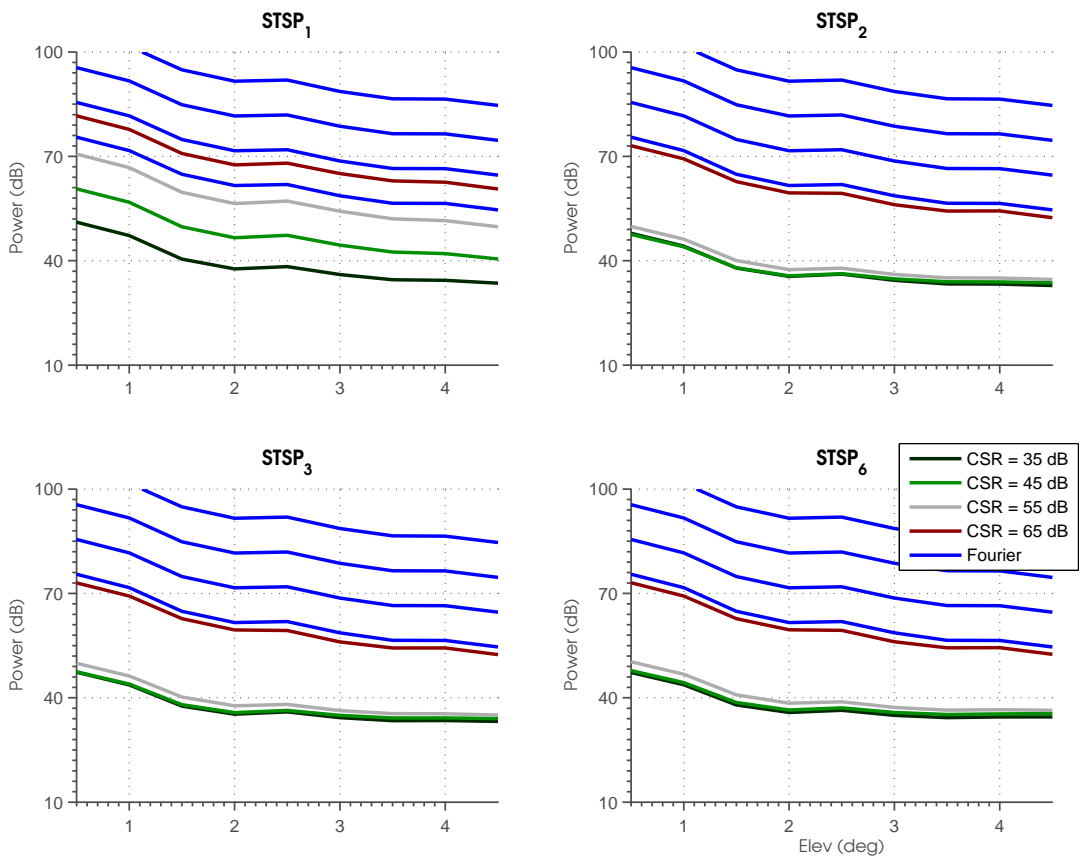 STSP1
100
70
40
10
Power (dB)
1 2 3 4
STSP2
100
70
40
10
Power (dB)
1 2 3 4
STSP3
100
70
40
10
Power (dB)
1 2 3 4
STSP6
100
70
40
10
Power (dB)
1 2 3 4
Elev (deg)
CSR = 35 dB
CSR = 45 dB
CSR = 55 dB
CSR = 65 dB
Fourier